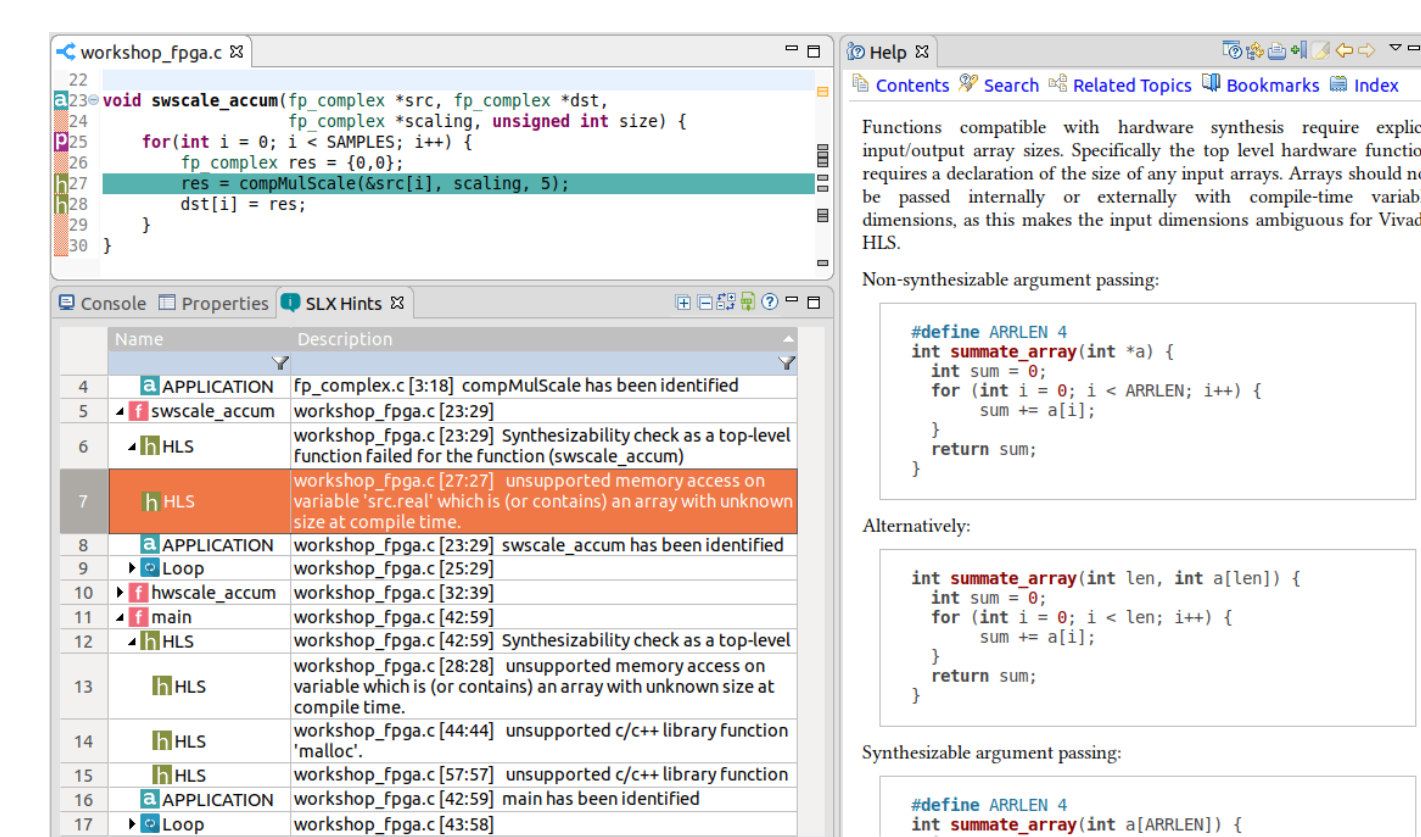 workshop_fpga.c
22
23 void swscale_accum(fp_complex *src, fp_complex *dst,
24 fp_complex *scaling, unsigned int size) {
25 for(int i = 0; i < SAMPLES; i++) {
26 fp_complex res = {0,0};
27 res = compMulScale(&src[i], scaling, 5);
28 dst[i] = res;
29 }
30 }
Console Properties SLX Hints
Name Description
4 a APPLICATION fp_complex.c [3:18] compMulScale has been identified
5 f swscale_accum workshop_fpga.c [23:29]
6 h HLS workshop_fpga.c [23:29] Synthesizability check as a top-level
function failed for the function (swscale_accum)
7 h HLS workshop_fpga.c [27:27] unsupported memory access on
variable 'src.real' which is (or contains) an array with unknown
size at compile time.
8 a APPLICATION workshop_fpga.c [23:29] swscale_accum has been identified
9 Loop workshop_fpga.c [25:29]
10 f hwscale_accum workshop_fpga.c [32:39]
11 f main workshop_fpga.c [42:59]
12 h HLS workshop_fpga.c [42:59] Synthesizability check as a top-level
13 h HLS workshop_fpga.c [28:28] unsupported memory access on
variable which is (or contains) an array with unknown size at
compile time.
14 h HLS workshop_fpga.c [44:44] unsupported c/c++ library function
'malloc'.
15 h HLS workshop_fpga.c [57:57] unsupported c/c++ library function
16 a APPLICATION workshop_fpga.c [42:59] main has been identified
17 Loop workshop_fpga.c [43:58]
Help
Contents Search Related Topics Bookmarks Index
Functions compatible with hardware synthesis require explic
input/output array sizes. Specifically the top level hardware functio
requires a declaration of the size of any input arrays. Arrays should no
be passed internally or externally with compile-time variab
dimensions, as this makes the input dimensions ambiguous for Vivad
HLS.
Non-synthesizable argument passing:
#define ARRLEN 4
int summate_array(int *a) {
int sum = 0;
for (int i = 0; i < ARRLEN; i++) {
sum += a[i];
}
return sum;
}
Alternatively:
int summate_array(int len, int a[len]) {
int sum = 0;
for (int i = 0; i < len; i++) {
sum += a[i];
}
return sum;
}
Synthesizable argument passing:
#define ARRLEN 4
int summate_array(int a[ARRLEN]) {